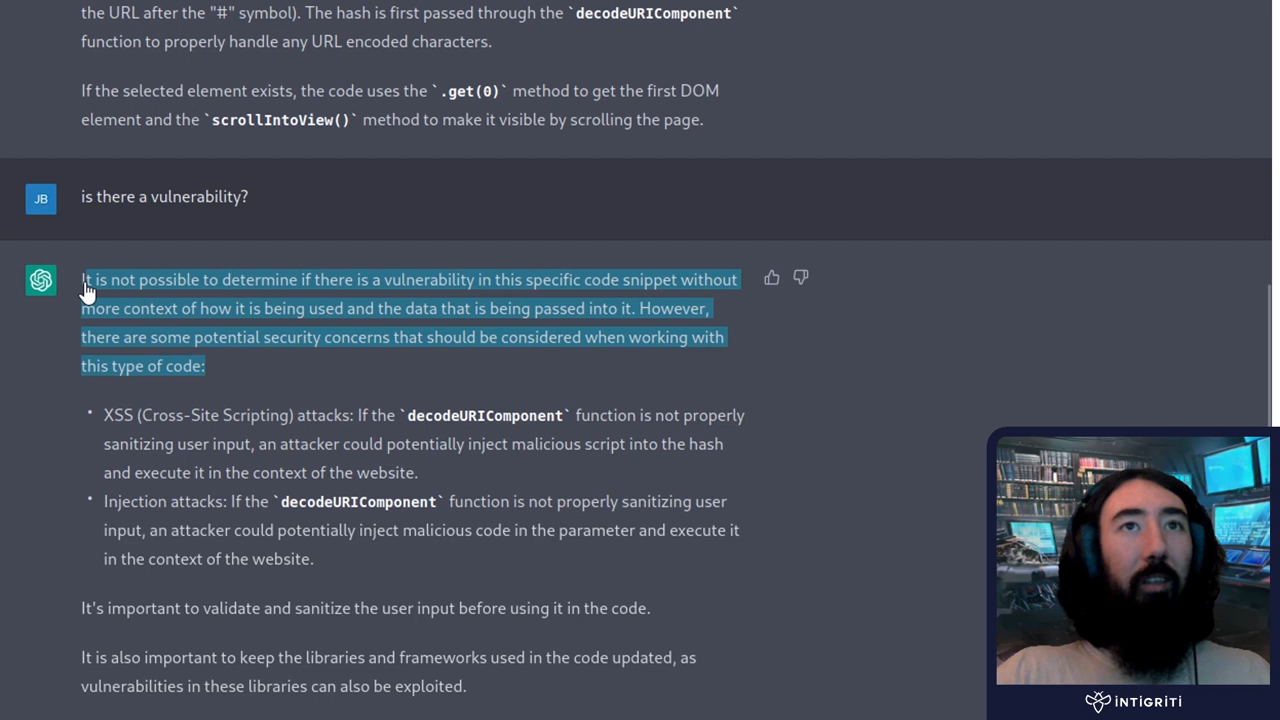 the URL after the "#" symbol). The hash is first passed through the `decodeURIComponent`
function to properly handle any URL encoded characters.
If the selected element exists, the code uses the `.get(0)` method to get the first DOM
element and the `scrollIntoView()` method to make it visible by scrolling the page.
JB
is there a vulnerability?
It is not possible to determine if there is a vulnerability in this specific code snippet without
more context of how it is being used and the data that is being passed into it. However,
there are some potential security concerns that should be considered when working with
this type of code:
• XSS (Cross-Site Scripting) attacks: If the `decodeURIComponent` function is not properly
sanitizing user input, an attacker could potentially inject malicious script into the hash
and execute it in the context of the website.
• Injection attacks: If the `decodeURIComponent` function is not properly sanitizing user
input, an attacker could potentially inject malicious code in the parameter and execute it
in the context of the website.
It's important to validate and sanitize the user input before using it in the code.
It is also important to keep the libraries and frameworks used in the code updated, as
vulnerabilities in these libraries can also be exploited.
INTIGRITI